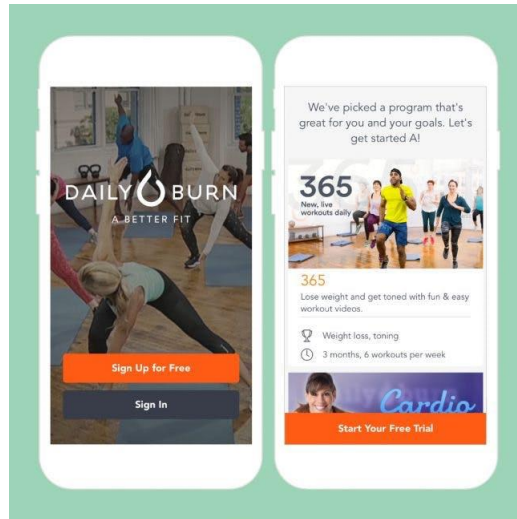 DAILY BURN
A BETTER FIT
Sign Up for Free
Sign In
We've picked a program that's
great for you and your goals. Let's
get started A!
365
New, live
workouts daily
365
Lose weight and get toned with fun & easy
workout videos.
Weight loss, toning
3 months, 6 workouts per week
Cardio
Start Your Free Trial